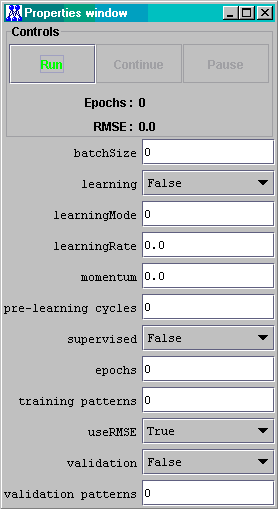 Properties window
Controls
Run Continue Pause
Epochs : 0
RMSE : 0.0
batchSize 0
learning False
learningMode 0
learningRate 0.0
momentum 0.0
pre-learning cycles 0
supervised False
epochs 0
training patterns 0
useRMSE True
validation False
validation patterns 0